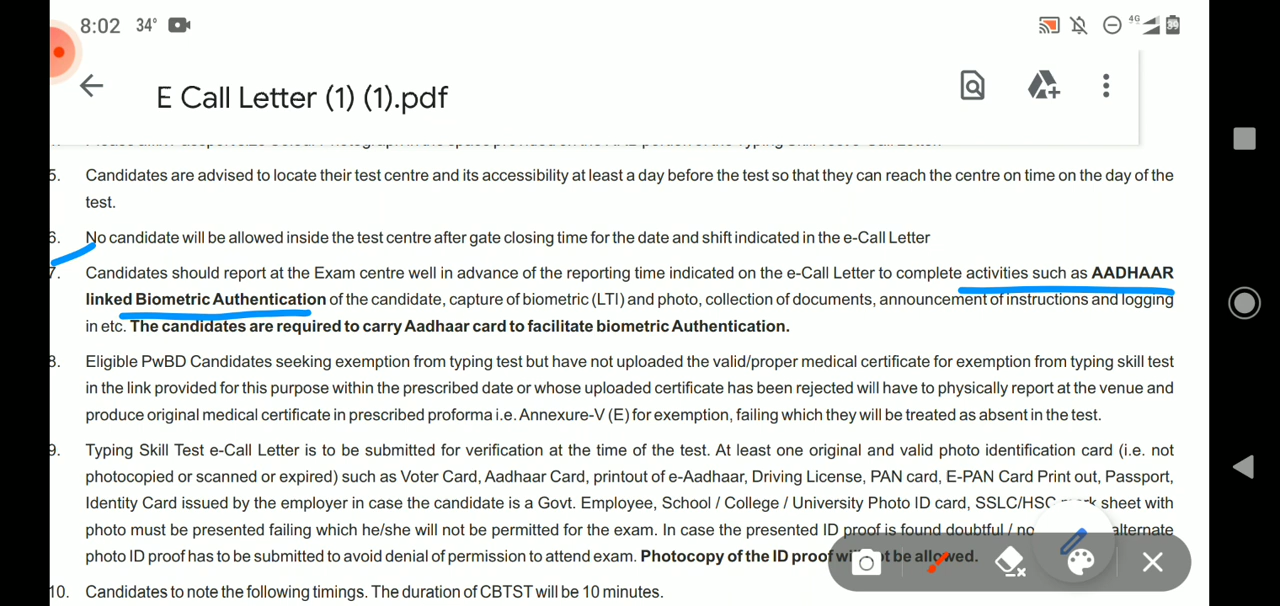 8:02 34° 4G 39
E Call Letter (1) (1).pdf
5. Candidates are advised to locate their test centre and its accessibility at least a day before the test so that they can reach the centre on time on the day of the
test.
6. No candidate will be allowed inside the test centre after gate closing time for the date and shift indicated in the e-Call Letter
7. Candidates should report at the Exam centre well in advance of the reporting time indicated on the e-Call Letter to complete activities such as AADHAAR
linked Biometric Authentication of the candidate, capture of biometric (LTI) and photo, collection of documents, announcement of instructions and logging
in etc. The candidates are required to carry Aadhaar card to facilitate biometric Authentication.
8. Eligible PwBD Candidates seeking exemption from typing test but have not uploaded the valid/proper medical certificate for exemption from typing skill test
in the link provided for this purpose within the prescribed date or whose uploaded certificate has been rejected will have to physically report at the venue and
produce original medical certificate in prescribed proforma i.e. Annexure-V (E) for exemption, failing which they will be treated as absent in the test.
9. Typing Skill Test e-Call Letter is to be submitted for verification at the time of the test. At least one original and valid photo identification card (i.e. not
photocopied or scanned or expired) such as Voter Card, Aadhaar Card, printout of e-Aadhaar, Driving License, PAN card, E-PAN Card Print out, Passport,
Identity Card issued by the employer in case the candidate is a Govt. Employee, School / College / University Photo ID card, SSLC/HSC mark sheet with
photo must be presented failing which he/she will not be permitted for the exam. In case the presented ID proof is found doubtful / no alternate
photo ID proof has to be submitted to avoid denial of permission to attend exam. Photocopy of the ID proof will not be allowed.
10. Candidates to note the following timings. The duration of CBTST will be 10 minutes.